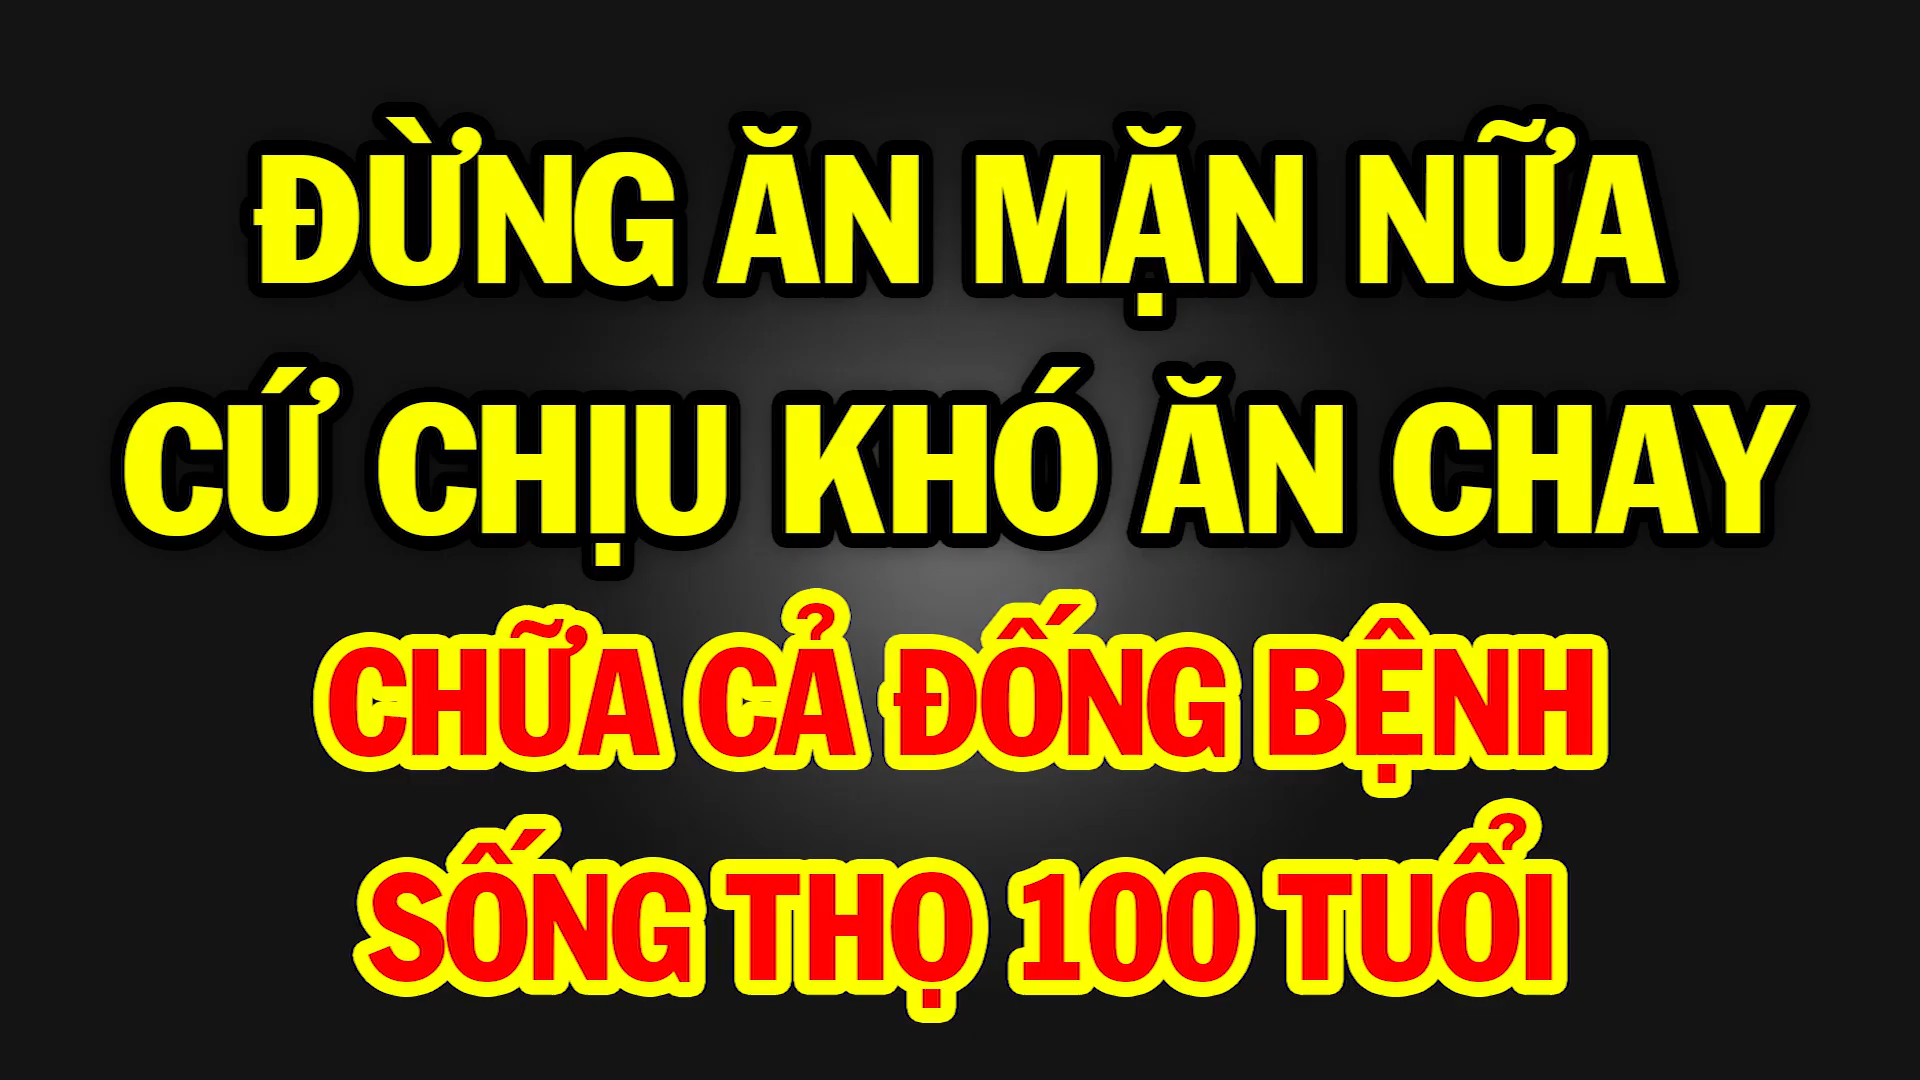 ĐỪNG ĂN MẶN NỮA
CỨ CHỊU KHÓ ĂN CHAY
CHỮA CẢ ĐỐNG BỆNH
SỐNG THỌ 100 TUỔI